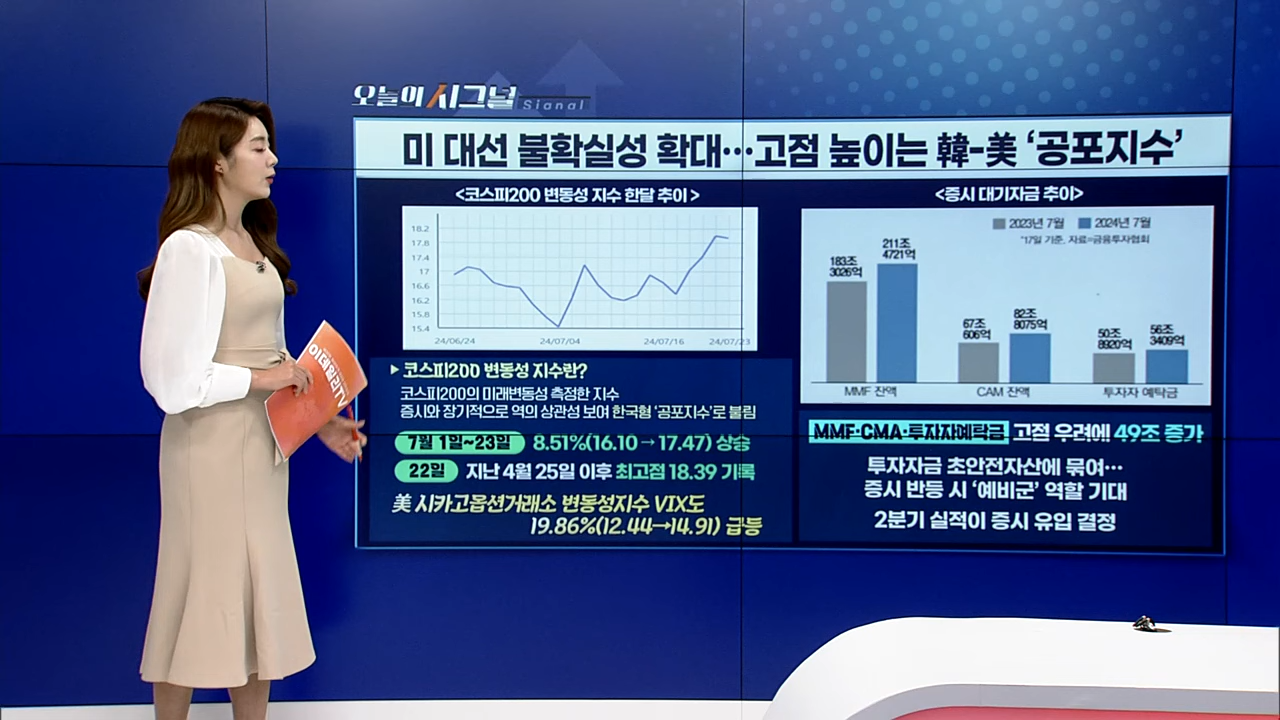 오늘의 시그널 Signal
미 대선 불확실성 확대…고점 높이는 韓-美 ‘공포지수’
<코스피200 변동성 지수 한달 추이>
18.2
17.8
17.4
17
16.6
16.2
15.8
15.4
24/06/24 24/07/04 24/07/16 24/07/23
▶코스피200 변동성 지수란?
코스피200의 미래변동성 측정한 지수
증시와 장기적으로 역의 상관성 보여 한국형 ‘공포지수’로 불림
7월 1일~23일 8.51%(16.10→17.47) 상승
22일 지난 4월 25일 이후 최고점 18.39 기록
美 시카고옵션거래소 변동성지수 VIX도
19.86%(12.44→14.91) 급등
<증시 대기자금 추이>
2023년 7월 2024년 7월
*17일 기준, 자료=금융투자협회
183조
3026억
211조
4721억
67조
606억
82조
8075억
50조
8920억
56조
3409억
MMF 잔액 CAM 잔액 투자자 예탁금
MMF·CMA·투자자예탁금 고점 우려에 49조 증가
투자자금 초안전자산에 묶여…
증시 반등 시 ‘예비군’ 역할 기대
2분기 실적이 증시 유입 결정
이데일리TV